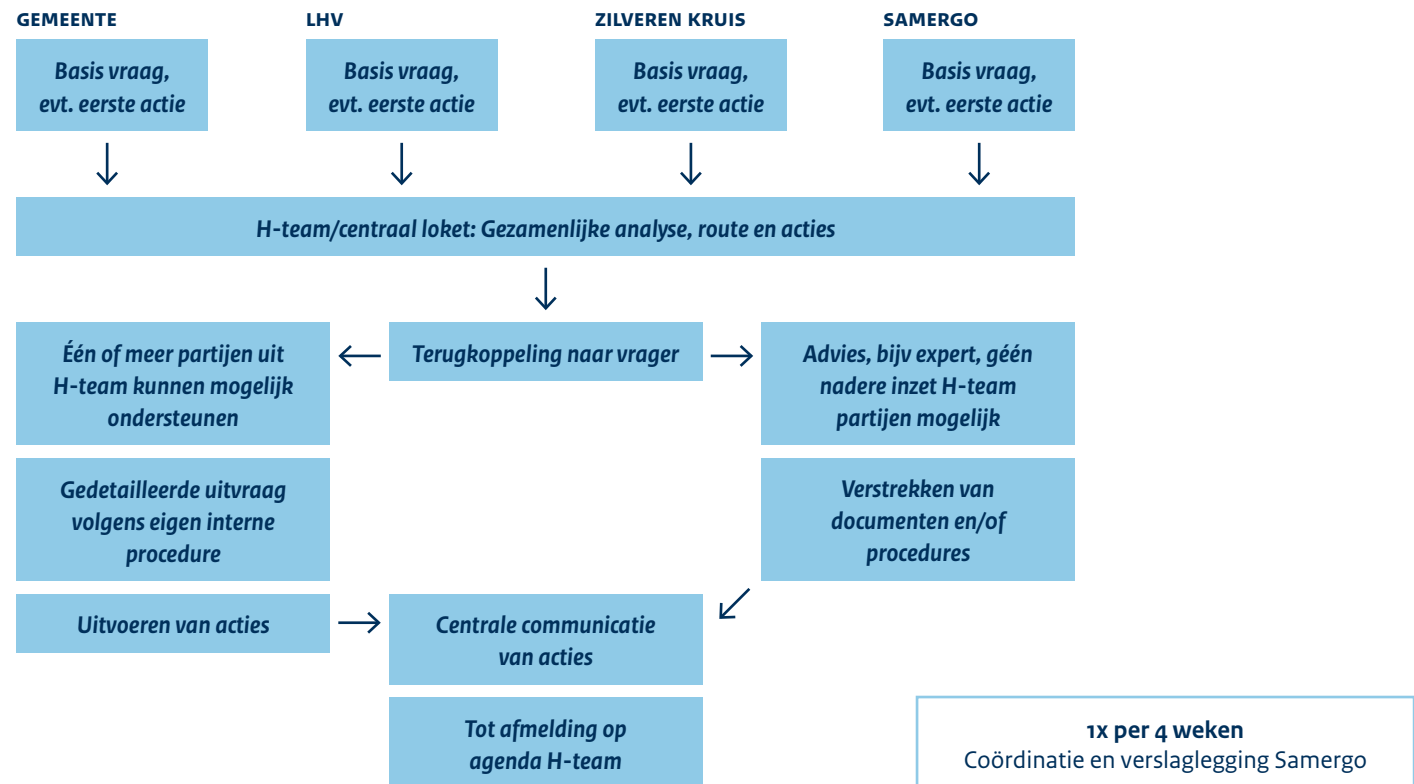 GEMEENTE
LHV
ZILVEREN KRUIS
SAMERGO
Basis vraag,
evt. eerste actie
Basis vraag,
evt. eerste actie
Basis vraag,
evt. eerste actie
Basis vraag,
evt. eerste actie
H-team/centraal loket: Gezamenlijke analyse, route en acties
Één of meer partijen uit
H-team kunnen mogelijk
ondersteunen
Terugkoppeling naar vrager
Advies, bijv expert, géén
nadere inzet H-team
partijen mogelijk
Gedetailleerde uitvraag
volgens eigen interne
procedure
Verstrekken van
documenten en/of
procedures
Uitvoeren van acties
Centrale communicatie
van acties
Tot afmelding op
agenda H-team
1x per 4 weken
Coördinatie en verslaglegging Samergo